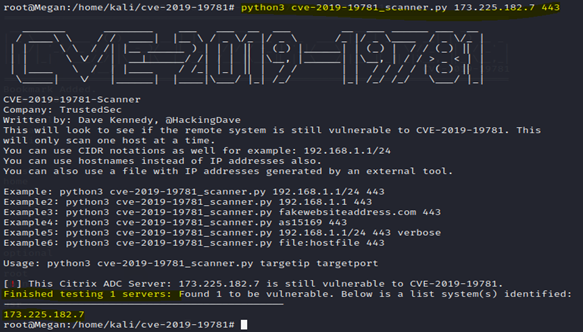 root@Megan:/home/kali/cve-2019-19781# python3 cve-2019-19781_scanner.py 173.225.182.7 443
CVE-2019-19781-Scanner
Company: TrustedSec
Written by: Dave Kennedy, @HackingDave
This will look to see if the remote system is still vulnerable to CVE-2019-19781. This
will only scan one host at a time.
You can use CIDR notations as well for example: 192.168.1.1/24
You can use hostnames instead of IP addresses also.
You can also use a file with IP addresses generated by an external tool.
Example: python3 cve-2019-19781_scanner.py 192.168.1.1/24 443
Example2: python3 cve-2019-19781_scanner.py 192.168.1.1 443
Example3: python3 cve-2019-19781_scanner.py fakewebsiteaddress.com 443
Example4: python3 cve-2019-19781_scanner.py as15169 443
Example5: python3 cve-2019-19781_scanner.py 192.168.1.1/24 443 verbose
Example6: python3 cve-2019-19781_scanner.py file:hostfile 443
Usage: python3 cve-2019-19781_scanner.py targetip targetport
[!] This Citrix ADC Server: 173.225.182.7 is still vulnerable to CVE-2019-19781.
Finished testing 1 servers: Found 1 to be vulnerable. Below is a list system(s) identified:
173.225.182.7
root@Megan:/home/kali/cve-2019-19781#